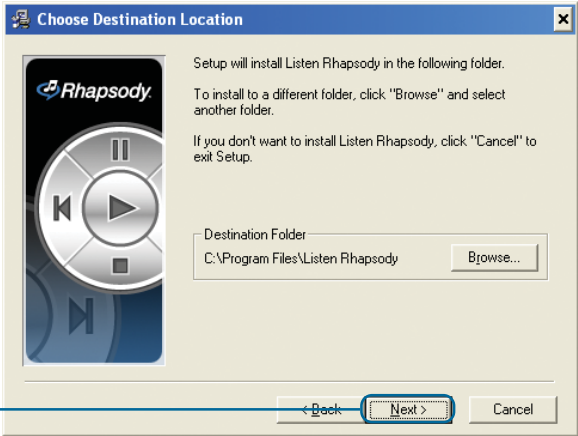 Choose Destination Location
Rhapsody.
Setup will install Listen Rhapsody in the following folder.
To install to a different folder, click "Browse" and select
another folder.
If you don't want to install Listen Rhapsody, click "Cancel" to
exit Setup.
Destination Folder
C:\Program Files\Listen Rhapsody
Browse...
< Back
Next >
Cancel